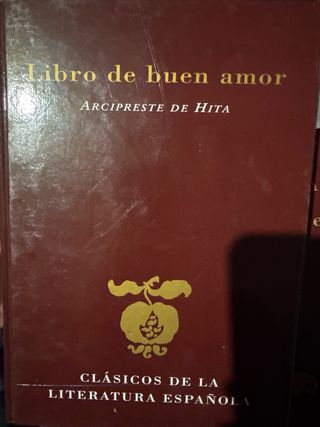 Libro de buen amor
ARCIPRESTE DE HITA
CLÁSICOS DE LA
LITERATURA ESPAÑOLA